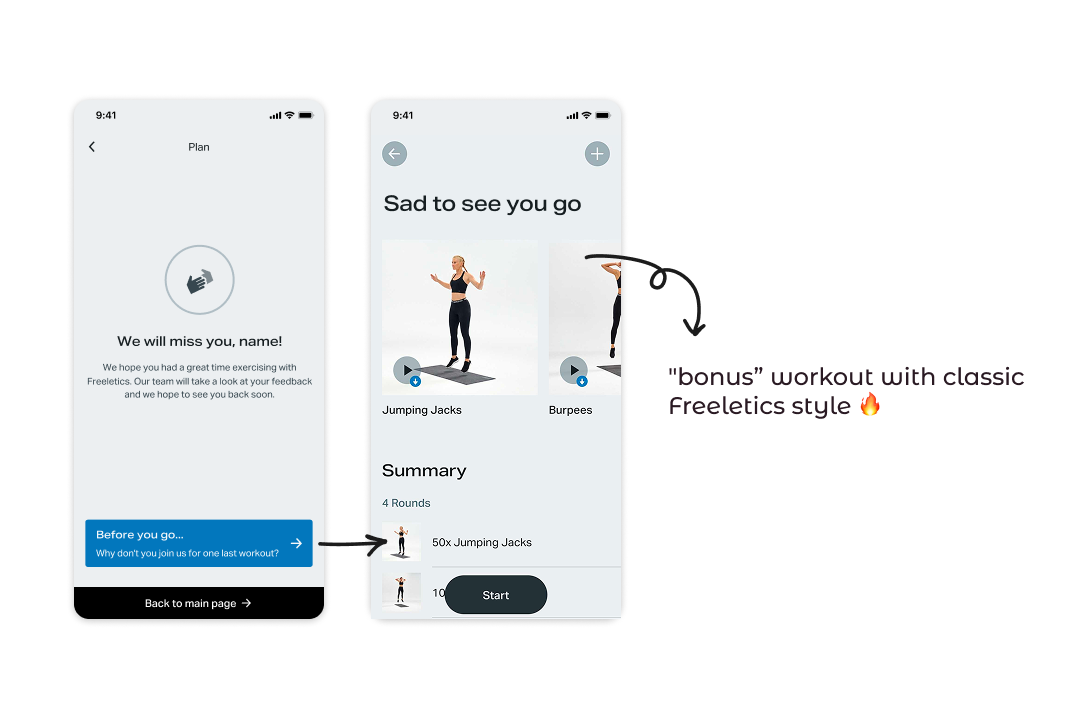 9:41
Plan
We will miss you, name!
We hope you had a great time exercising with
Freeletics. Our team will take a look at your feedback
and we hope to see you back soon.
Before you go...
Why don't you join us for one last workout?
Back to main page →
9:41
Sad to see you go
Jumping Jacks
Burpees
Summary
4 Rounds
50x Jumping Jacks
10
Start
"bonus” workout with classic
Freeletics style 🔥